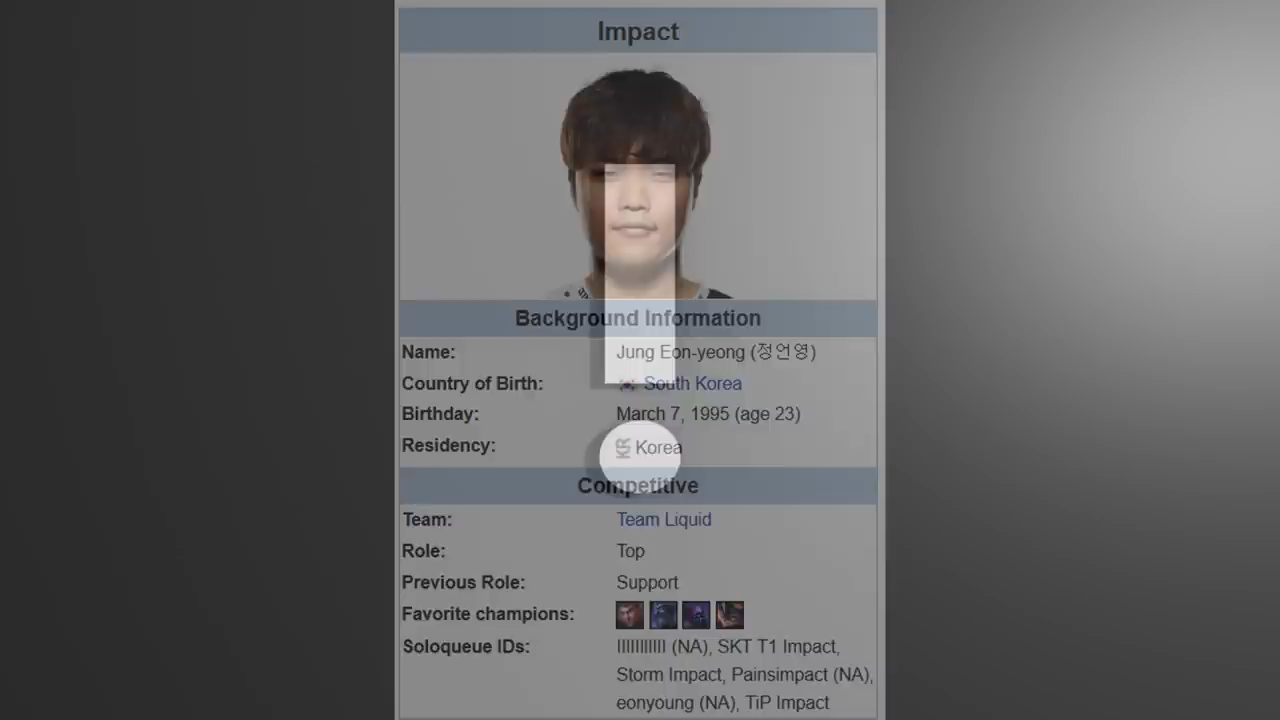 Impact
Background Information
Name: Jung Eon-yeong (정언영)
Country of Birth: South Korea
Birthday: March 7, 1995 (age 23)
Residency: KR Korea
Competitive
Team: Team Liquid
Role: Top
Previous Role: Support
Favorite champions:
Soloqueue IDs: IIIIIIIIIII (NA), SKT T1 Impact,
Storm Impact, Painsimpact (NA),
eonyoung (NA), TiP Impact